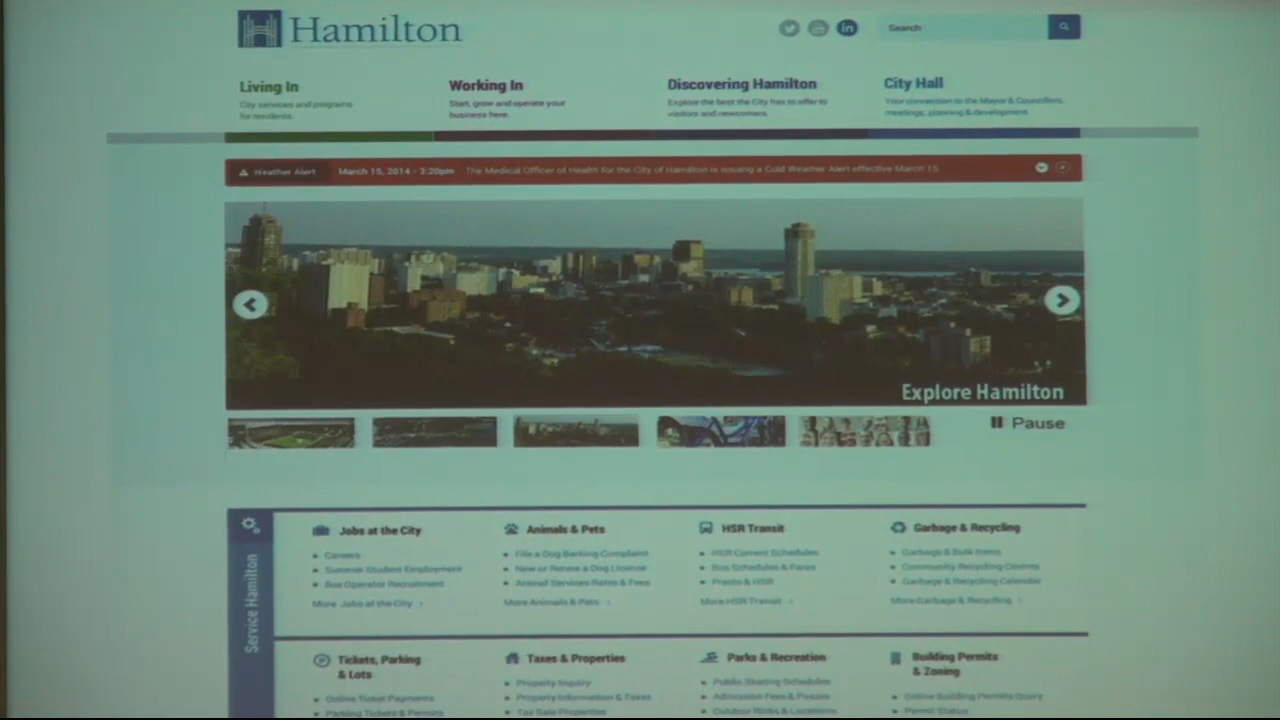 Hamilton
Search
Living In
City services and programs
for residents.
Working In
Start, grow and operate your
business here.
Discovering Hamilton
Explore the best the City has to offer to
visitors and newcomers
City Hall
Your connection to the Mayor & Councillors,
meetings, planning & development
Weather Alert March 15, 2014 - 3:20pm The Medical Officer of Health for the City of Hamilton is issuing a Cold Weather Alert effective March 15
Explore Hamilton
Pause
Service Hamilton
Jobs at the City
Careers
Summer Student Employment
Bus Operator Recruitment
More Jobs at the City
Animals & Pets
File a Dog Barking Complaint
New or Renew a Dog License
Animal Services Rates & Fees
More Animals & Pets
HSR Transit
HSR Current Schedules
Bus Schedules & Fares
Presto & HSR
More HSR Transit
Garbage & Recycling
Garbage & Bulk Items
Community Recycling Centres
Garbage & Recycling Calendar
More Garbage & Recycling
Tickets, Parking
& Lots
Online Ticket Payments
Parking Tickets & Permits
Taxes & Properties
Property Inquiry
Property Information & Taxes
Tax Sale Properties
Parks & Recreation
Public Skating Schedules
Admission Fees & Passes
Outdoor Rinks & Locations
Building Permits
& Zoning
Online Building Permits Query
Permit Status